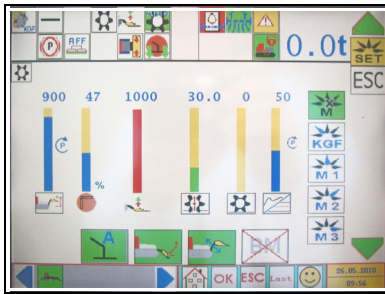 KGF
(P) AFF
0.0t
SET
ESC
900 47 1000 30.0 0 50
M
P
P
KGF
M 1
%
M 2
M 3
A
BM
OK ESC Last
26.05.2010
09:56